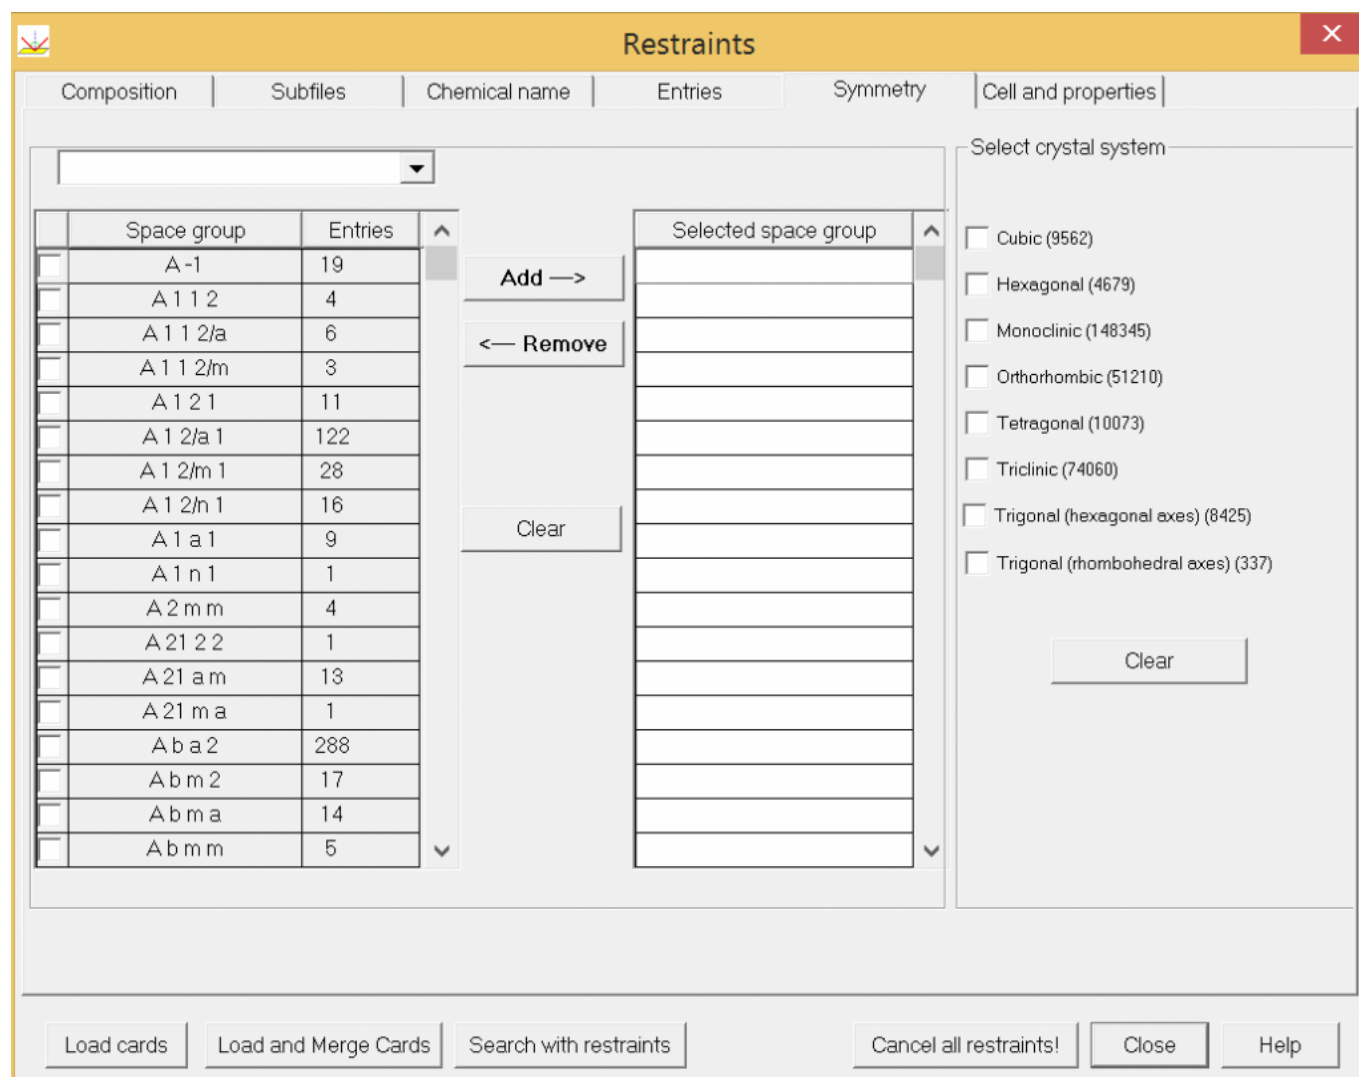 Restraints
Composition Subfiles Chemical name Entries Symmetry Cell and properties
Select crystal system
Space group Entries Selected space group
A -1 19
A 1 1 2 4
A 1 1 2/a 6
A 1 1 2/m 3
A 1 2 1 11
A 1 2/a 1 122
A 1 2/m 1 28
A 1 2/n 1 16
A 1 a 1 9
A 1 n 1 1
A 2 m m 4
A 21 2 2 1
A 21 a m 13
A 21 m a 1
A b a 2 288
A b m 2 17
A b m a 14
A b m m 5
Add —>
<— Remove
Clear
Cubic (9562)
Hexagonal (4679)
Monoclinic (148345)
Orthorhombic (51210)
Tetragonal (10073)
Triclinic (74060)
Trigonal (hexagonal axes) (8425)
Trigonal (rhombohedral axes) (337)
Clear
Load cards Load and Merge Cards Search with restraints Cancel all restraints! Close Help